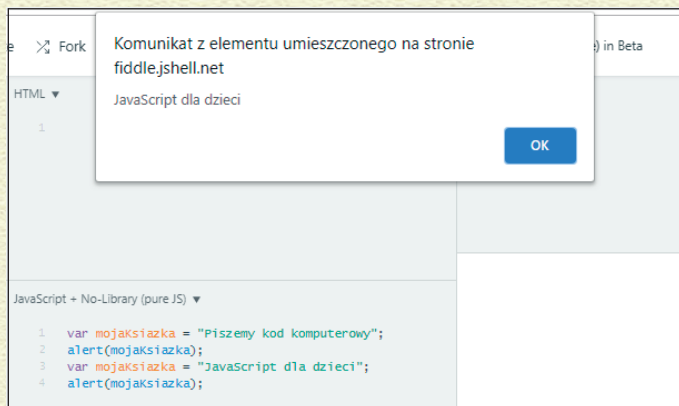 e Fork
Komunikat z elementu umieszczonego na stronie
fiddle.jshell.net
JavaScript dla dzieci
OK
) in Beta
HTML ▼
1
JavaScript + No-Library (pure JS) ▼
1 var mojaKsiazka = "Piszemy kod komputerowy";
2 alert(mojaKsiazka);
3 var mojaKsiazka = "JavaScript dla dzieci";
4 alert(mojaKsiazka);